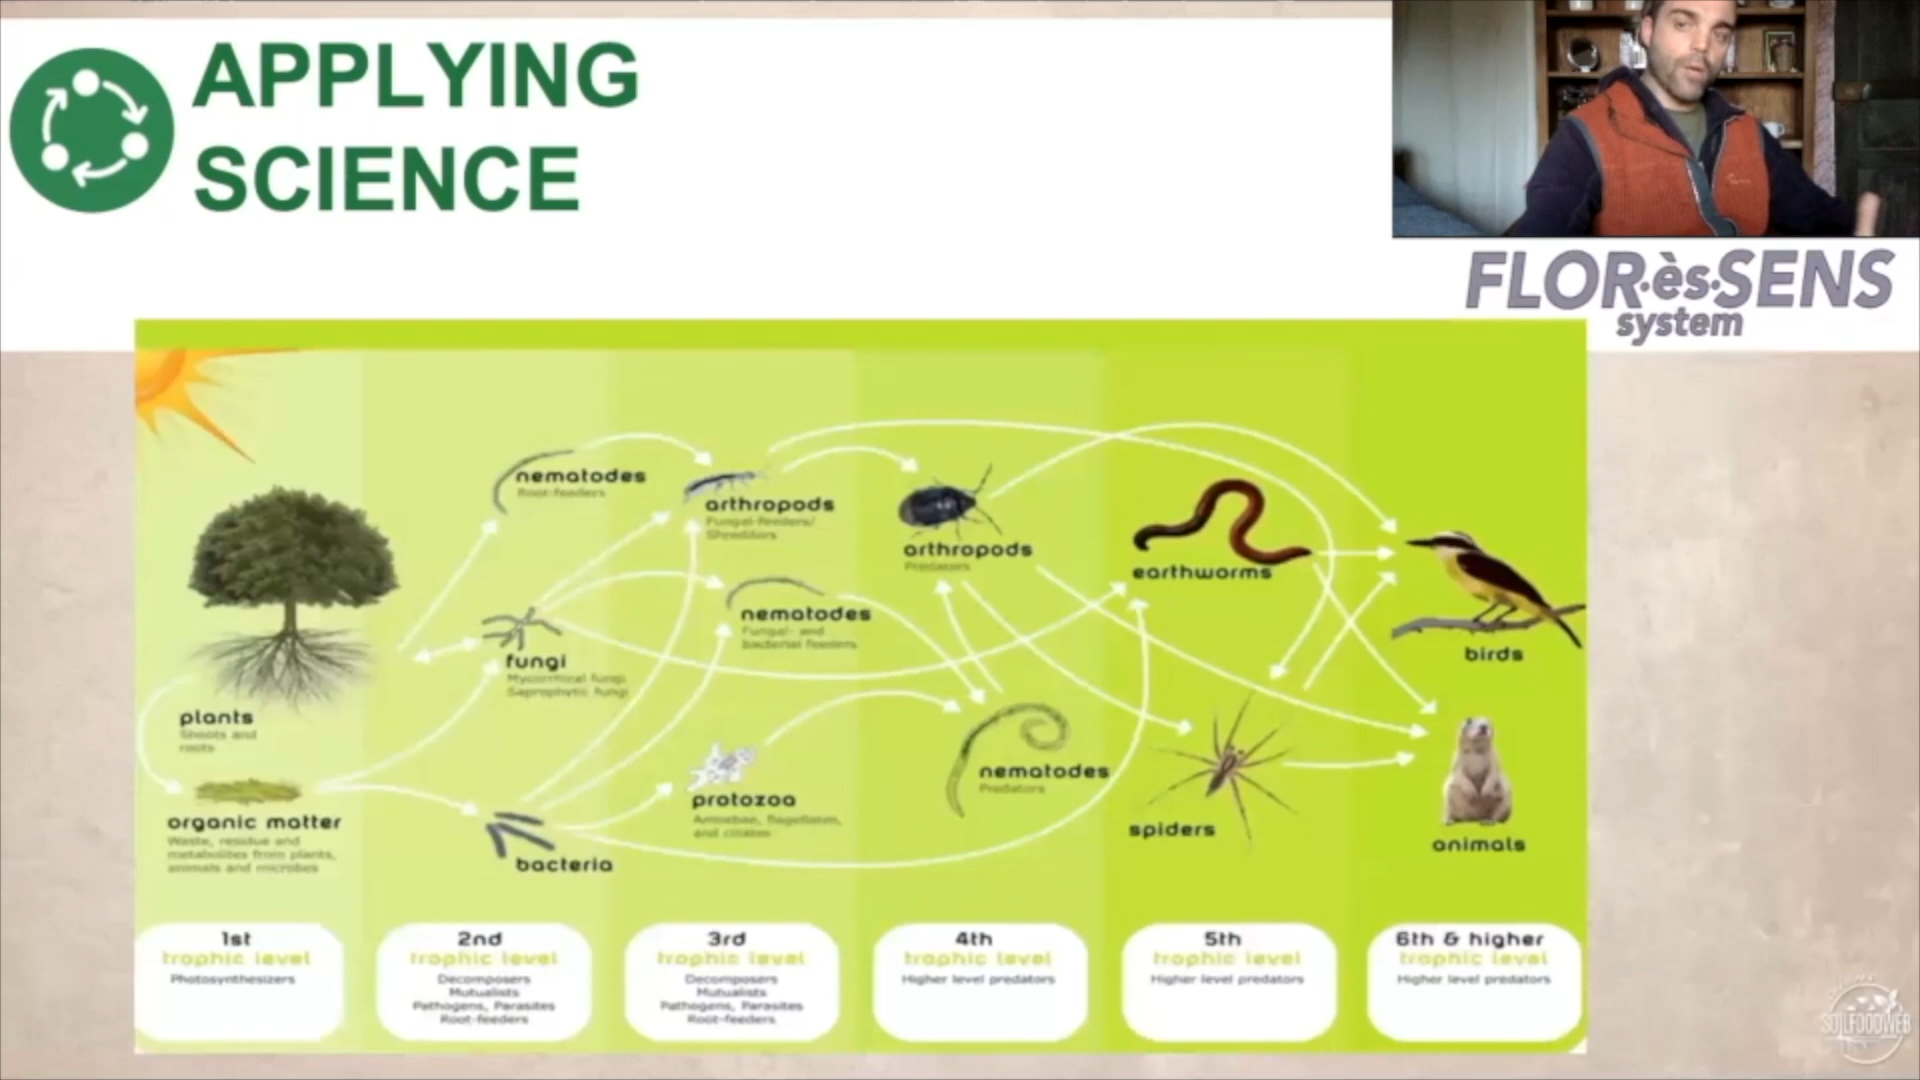 APPLYING
SCIENCE
FLOR·ès·SENS
system
nematodes
Root-feeders
arthropods
Fungal-feeders/
Shredders
arthropods
Predators
earthworms
birds
nematodes
Fungal- and
bacterial feeders
fungi
Mycorrhizal fungi
Saprophytic fungi
plants
Shoots and
roots
organic matter
Waste, residue and
metabolites from plants,
animals and microbes
bacteria
protozoa
Amoebae, flagellates,
and ciliates
nematodes
Predators
spiders
animals
1st
trophic level
Photosynthesizers
2nd
trophic level
Decomposers
Mutualists
Pathogens, Parasites
Root-feeders
3rd
trophic level
Decomposers
Mutualists
Pathogens, Parasites
Root-feeders
4th
trophic level
Higher level predators
5th
trophic level
Higher level predators
6th & higher
trophic level
Higher level predators
SOILFOODWEB